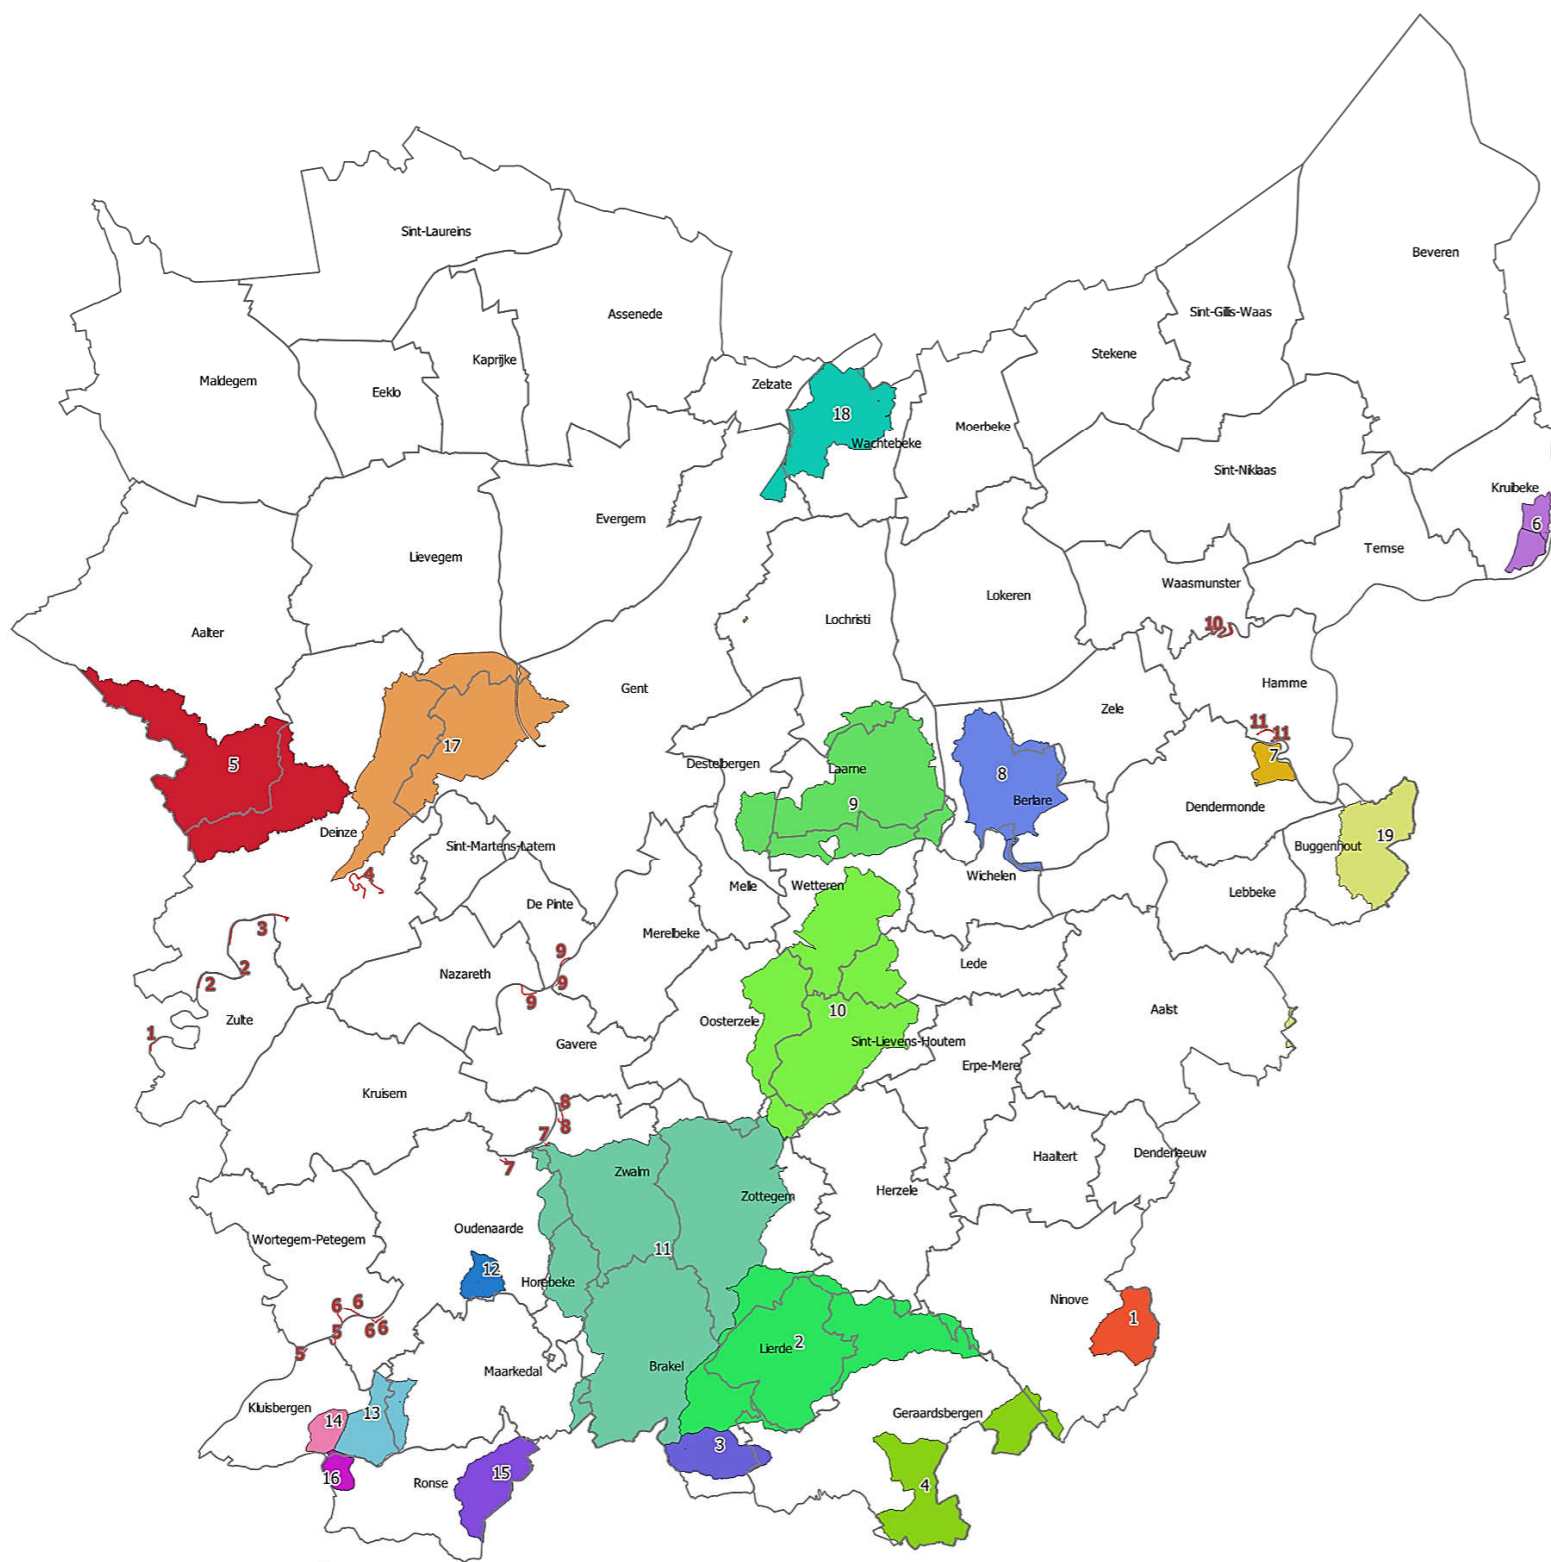 Sint-Laureins
Beveren
Assenede
Sint-Gillis-Waas
Stekene
Kaprijke
Maldegem
Zelzate
Eeklo
18
Moerbeke
Wachtebeke
Sint-Niklaas
Kruibeke
Evergem
6
Temse
Lievegem
Waasmunster
Lokeren
Lochristi
10
Aalter
Hamme
Gent
Zele
11
11
17
7
5
Destelbergen
Laarne
8
Berlare
9
Dendermonde
Deinze
19
Sint-Martens-Latem
Buggenhout
4
Wichelen
Melle
Wetteren
Lebbeke
De Pinte
3
Merelbeke
9
Lede
2
Nazareth
2
9
9
Aalst
10
Zulte
Oosterzele
1
Gavere
Sint-Lievens-Houtem
Erpe-Mere
Kruisem
8
8
7
7
Haaltert
Denderleeuw
Zwalm
Herzele
Zottegem
Oudenaarde
Wortegem-Petegem
11
12
Horebeke
Ninove
6
6
1
5
6
6
Lierde
2
5
Brakel
Maarkedal
Kluisbergen
14
13
Geraardsbergen
3
15
16
Ronse
4